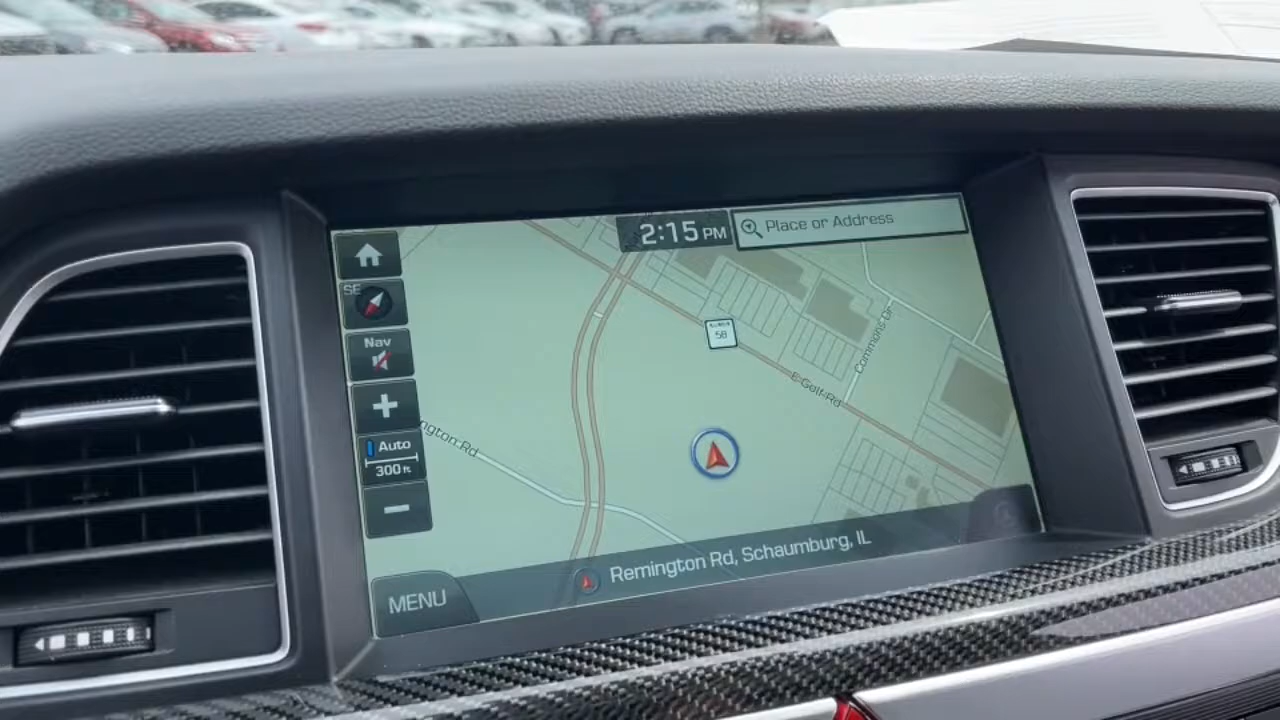 2:15 PM
Place or Address
SE
Nav
58
Commons Dr
E Golf Rd
ngton Rd
Auto
300 ft
Remington Rd, Schaumburg, IL
MENU